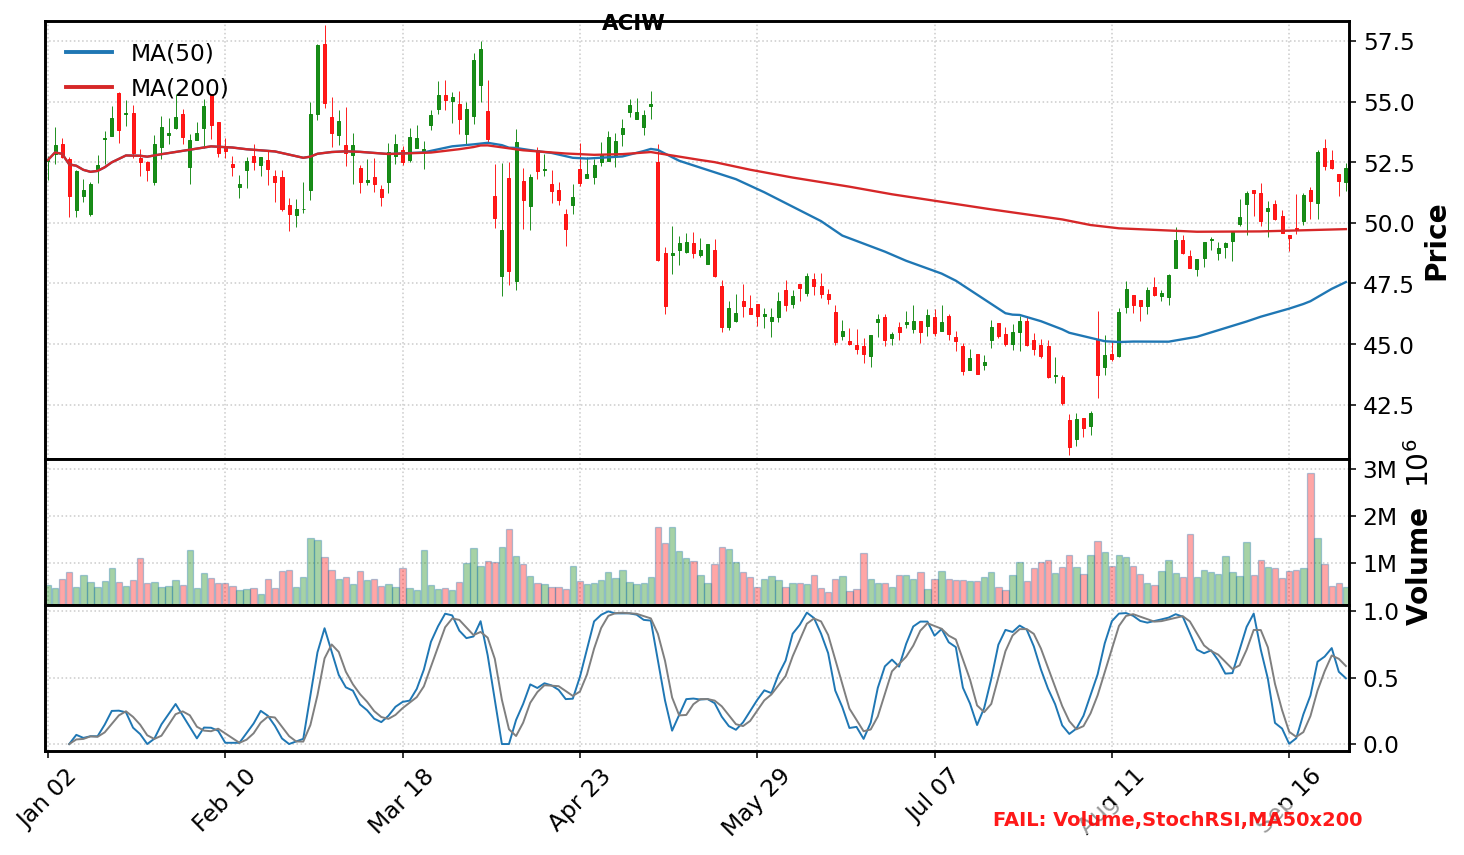 ACIW
MA(50)
MA(200)
57.5
55.0
52.5
50.0
47.5
45.0
42.5
Price
3M
2M
1M
Volume 10^6
1.0
0.5
0.0
Jan 02
Feb 10
Mar 18
Apr 23
May 29
Jul 07
Aug 11
Sep 16
FAIL: Volume,StochRSI,MA50x200